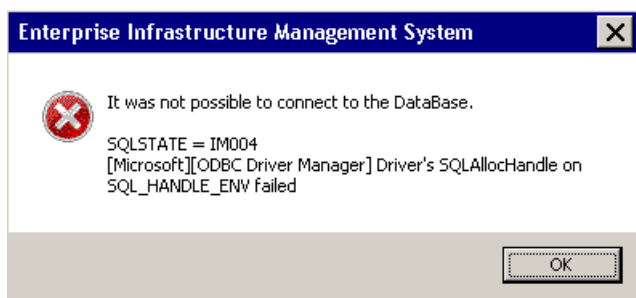 Enterprise Infrastructure Management System
It was not possible to connect to the DataBase.
SQLSTATE = IM004
[Microsoft][ODBC Driver Manager] Driver's SQLAllocHandle on
SQL_HANDLE_ENV failed
OK